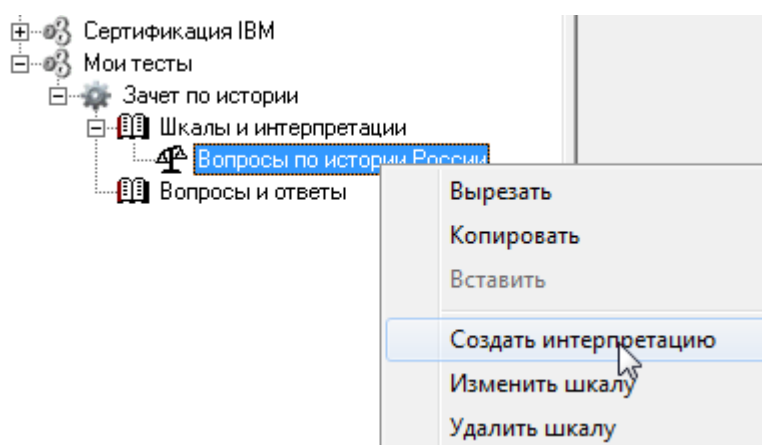 Сертификация IBM
Мои тесты
Зачет по истории
Шкалы и интерпретации
Вопросы по истории России
Вопросы и ответы
Вырезать
Копировать
Вставить
Создать интерпретацию
Изменить шкалу
Удалить шкалу